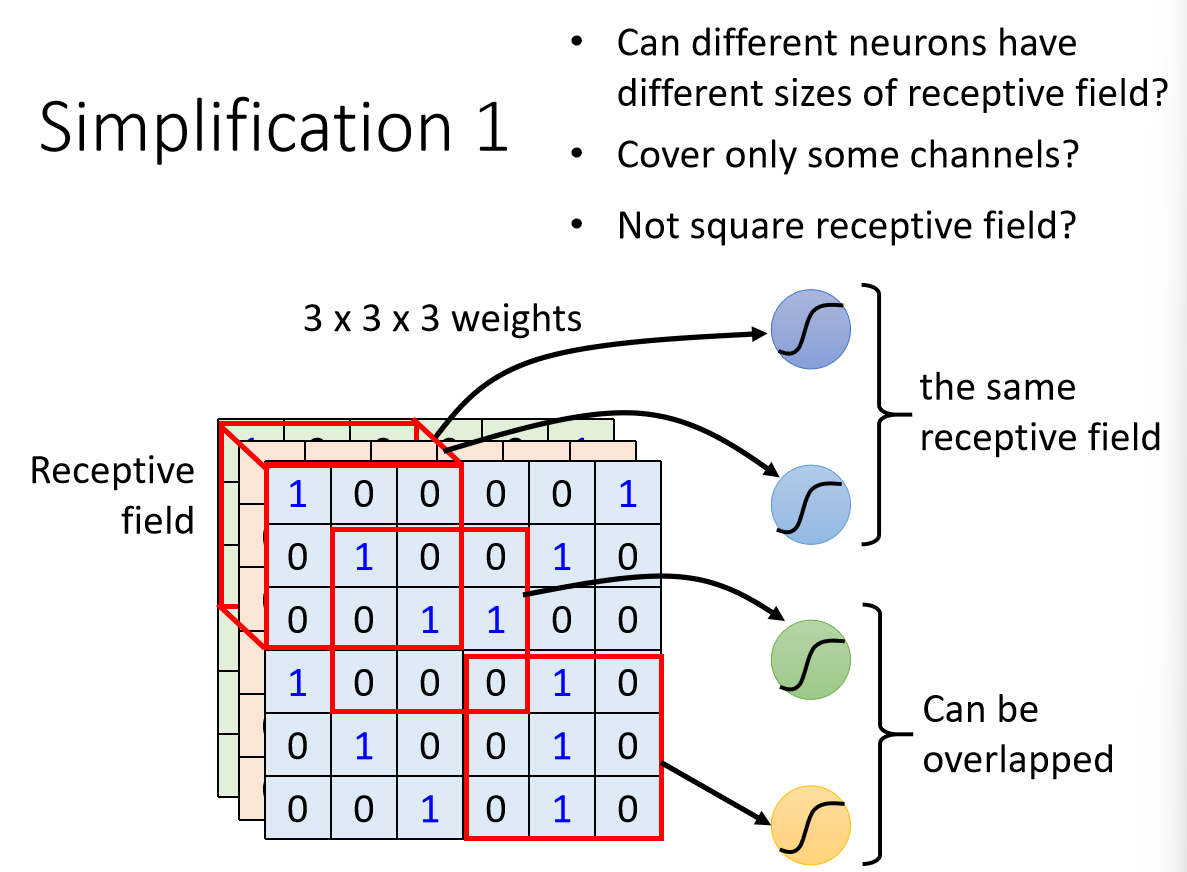 Simplification 1
• Can different neurons have
different sizes of receptive field?
• Cover only some channels?
• Not square receptive field?
3 x 3 x 3 weights
the same
receptive field
Receptive
field
1 0 0 0 0 1
0 1 0 0 1 0
0 0 1 1 0 0
1 0 0 0 1 0
0 1 0 0 1 0
0 0 1 0 1 0
Can be
overlapped